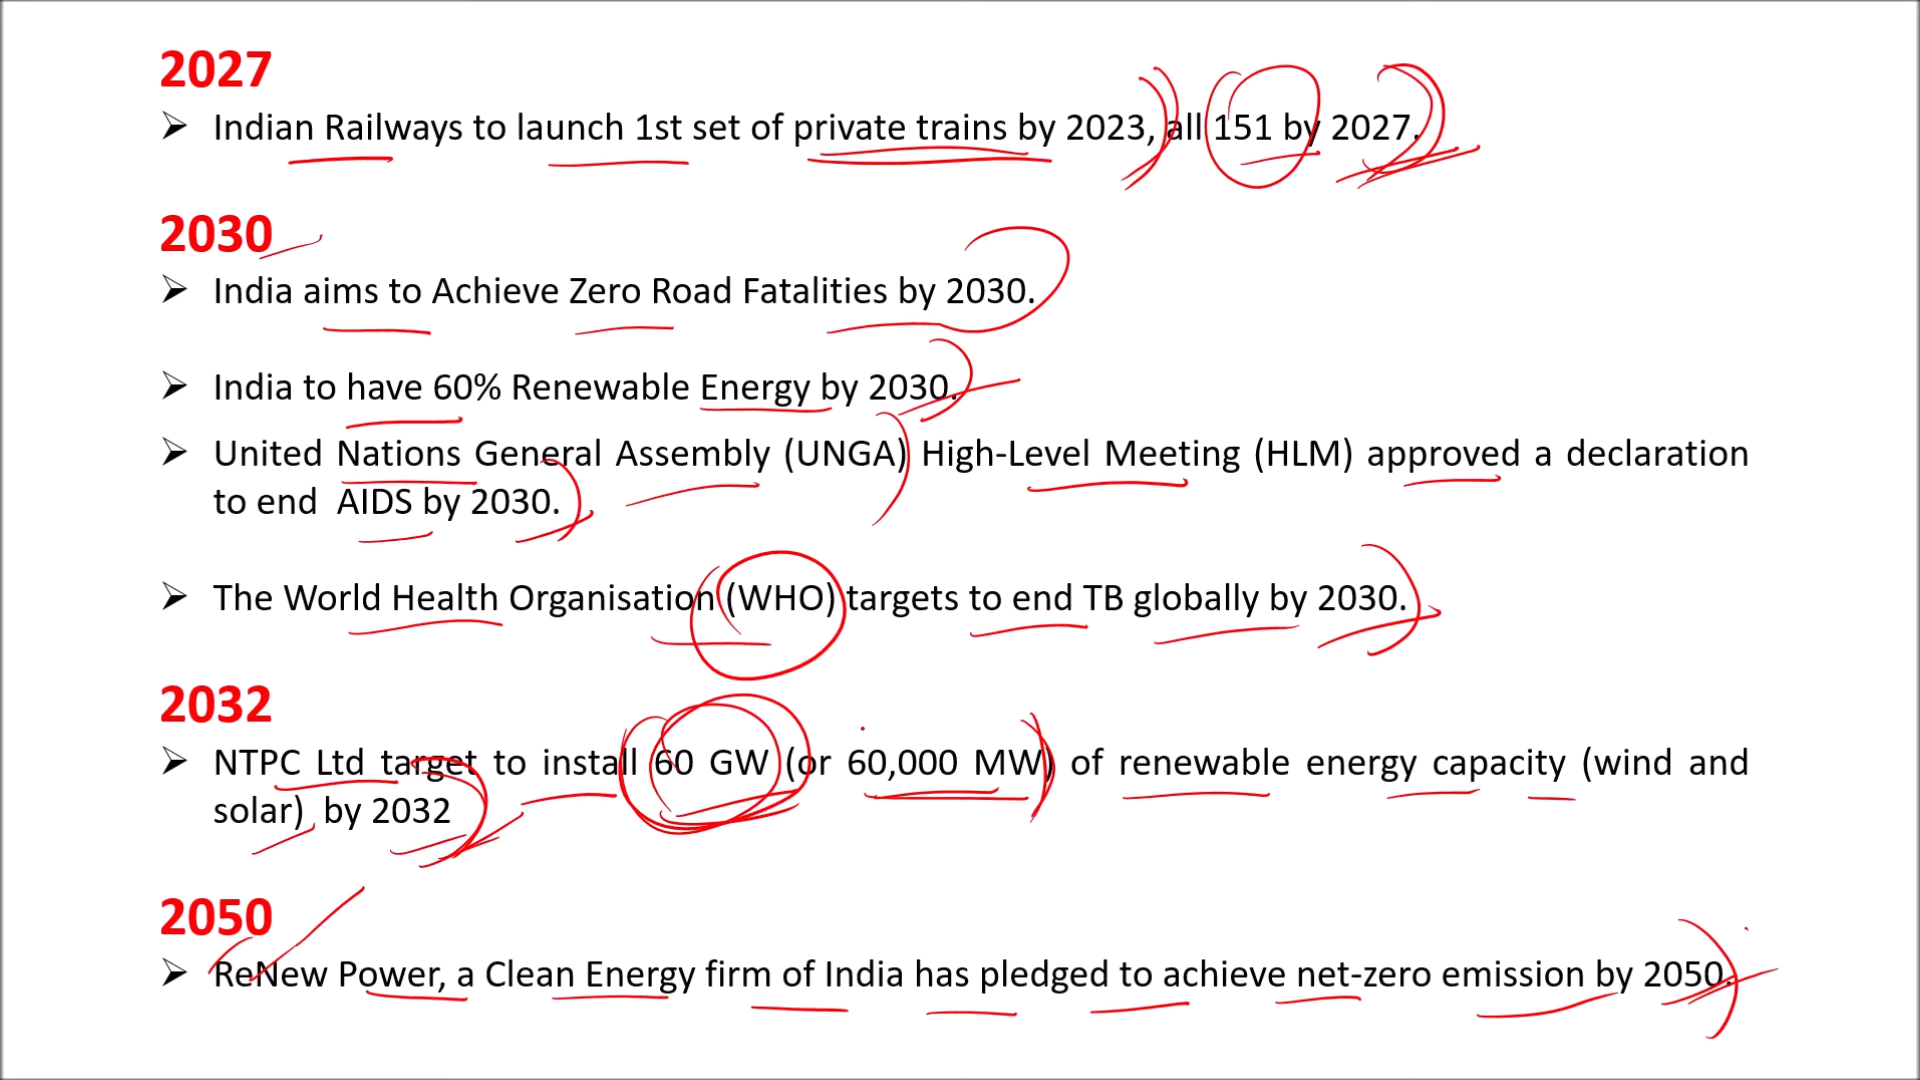 2027
➢ Indian Railways to launch 1st set of private trains by 2023, all 151 by 2027.
2030
➢ India aims to Achieve Zero Road Fatalities by 2030.
➢ India to have 60% Renewable Energy by 2030.
➢ United Nations General Assembly (UNGA) High-Level Meeting (HLM) approved a declaration
to end AIDS by 2030.
➢ The World Health Organisation (WHO) targets to end TB globally by 2030.
2032
➢ NTPC Ltd target to install 60 GW (or 60,000 MW) of renewable energy capacity (wind and
solar) by 2032
2050
➢ ReNew Power, a Clean Energy firm of India has pledged to achieve net-zero emission by 2050.